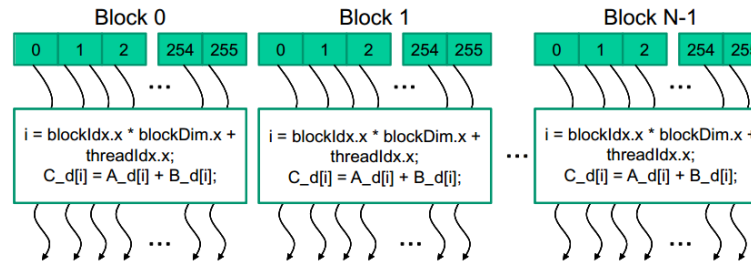 Block 0
Block 1
Block N-1
0 1 2 254 255
0 1 2 254 255
0 1 2 254 255
...
...
...
i = blockIdx.x * blockDim.x +
threadIdx.x;
C_d[i] = A_d[i] + B_d[i];
i = blockIdx.x * blockDim.x +
threadIdx.x;
C_d[i] = A_d[i] + B_d[i];
...
i = blockIdx.x * blockDim.x +
threadIdx.x;
C_d[i] = A_d[i] + B_d[i];
...
...
...